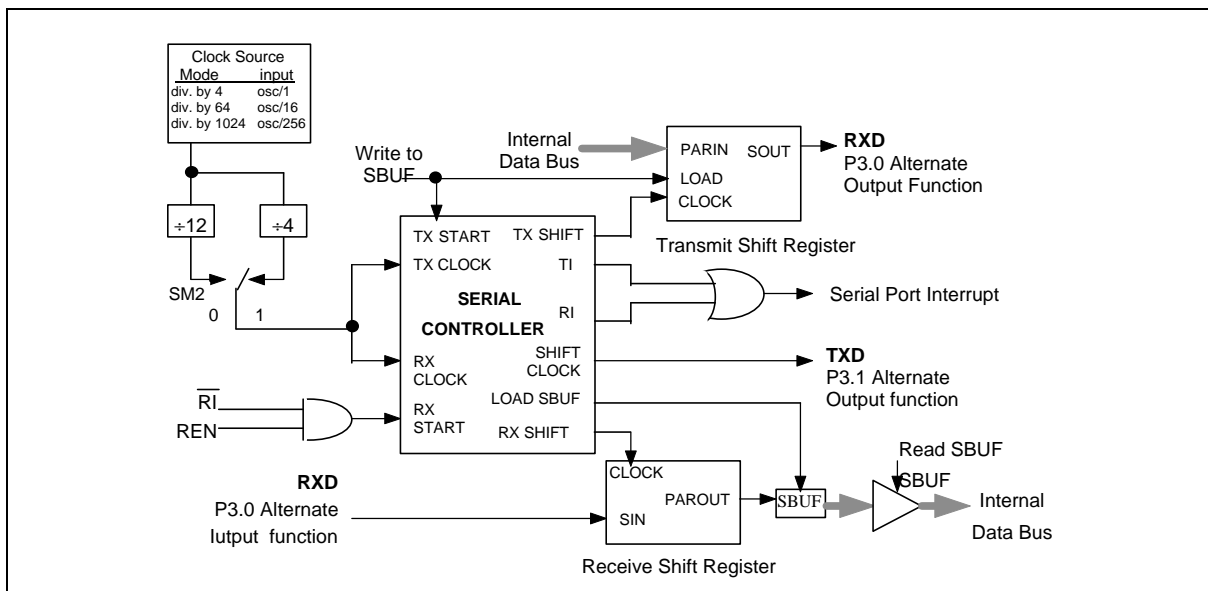 Clock Source
Mode input
div. by 4 osc/1
div. by 64 osc/16
div. by 1024 osc/256
÷12
÷4
SM2
0 1
Write to
SBUF
Internal
Data Bus
PARIN SOUT
LOAD
CLOCK
Transmit Shift Register
RXD
P3.0 Alternate
Output Function
TX START TX SHIFT
TX CLOCK TI
SERIAL
RI
CONTROLLER
RX
CLOCK
SHIFT
CLOCK
LOAD SBUF
RX
START
RX SHIFT
Serial Port Interrupt
TXD
P3.1 Alternate
Output function
R̅I̅
REN
RXD
P3.0 Alternate
Iutput function
CLOCK
PAROUT
SIN
Receive Shift Register
SBUF
Read SBUF
SBUF
Internal
Data Bus